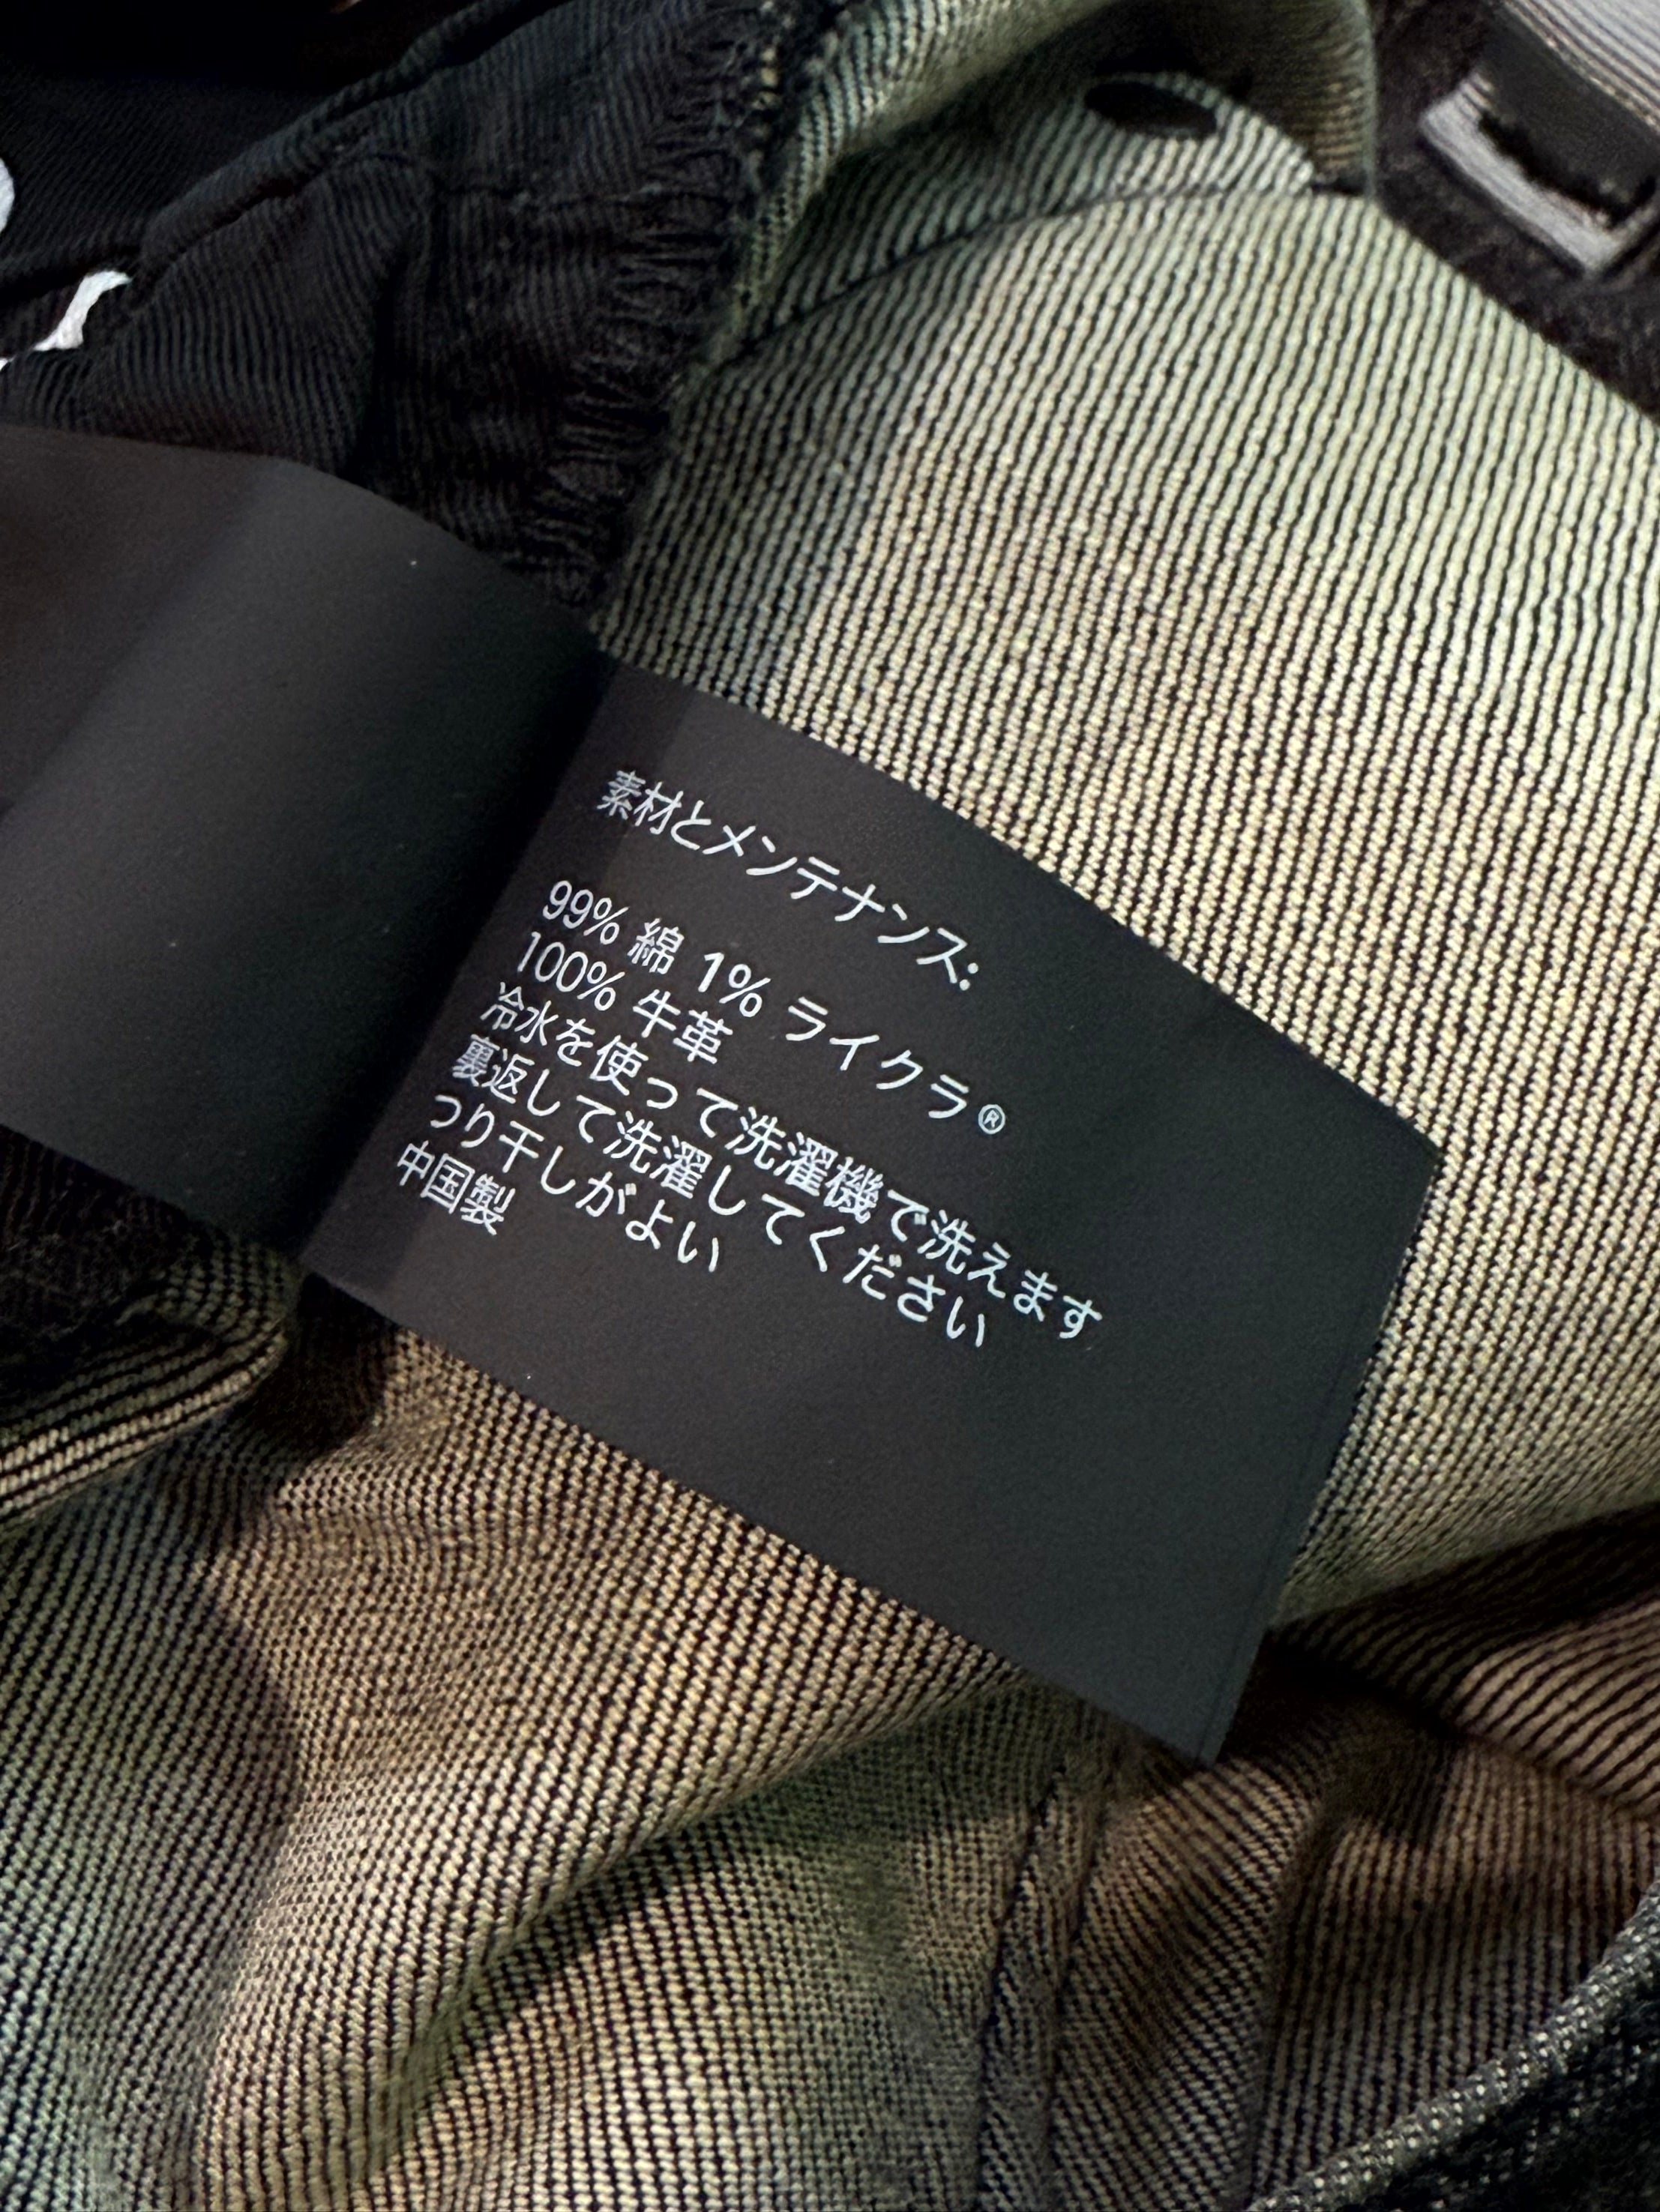 素材とメンテナンス:
99% 綿 1% ライクラ®
100% 牛革
冷水を使って洗濯機で洗えます
裏返して洗濯してください
つり干しがよい
中国製